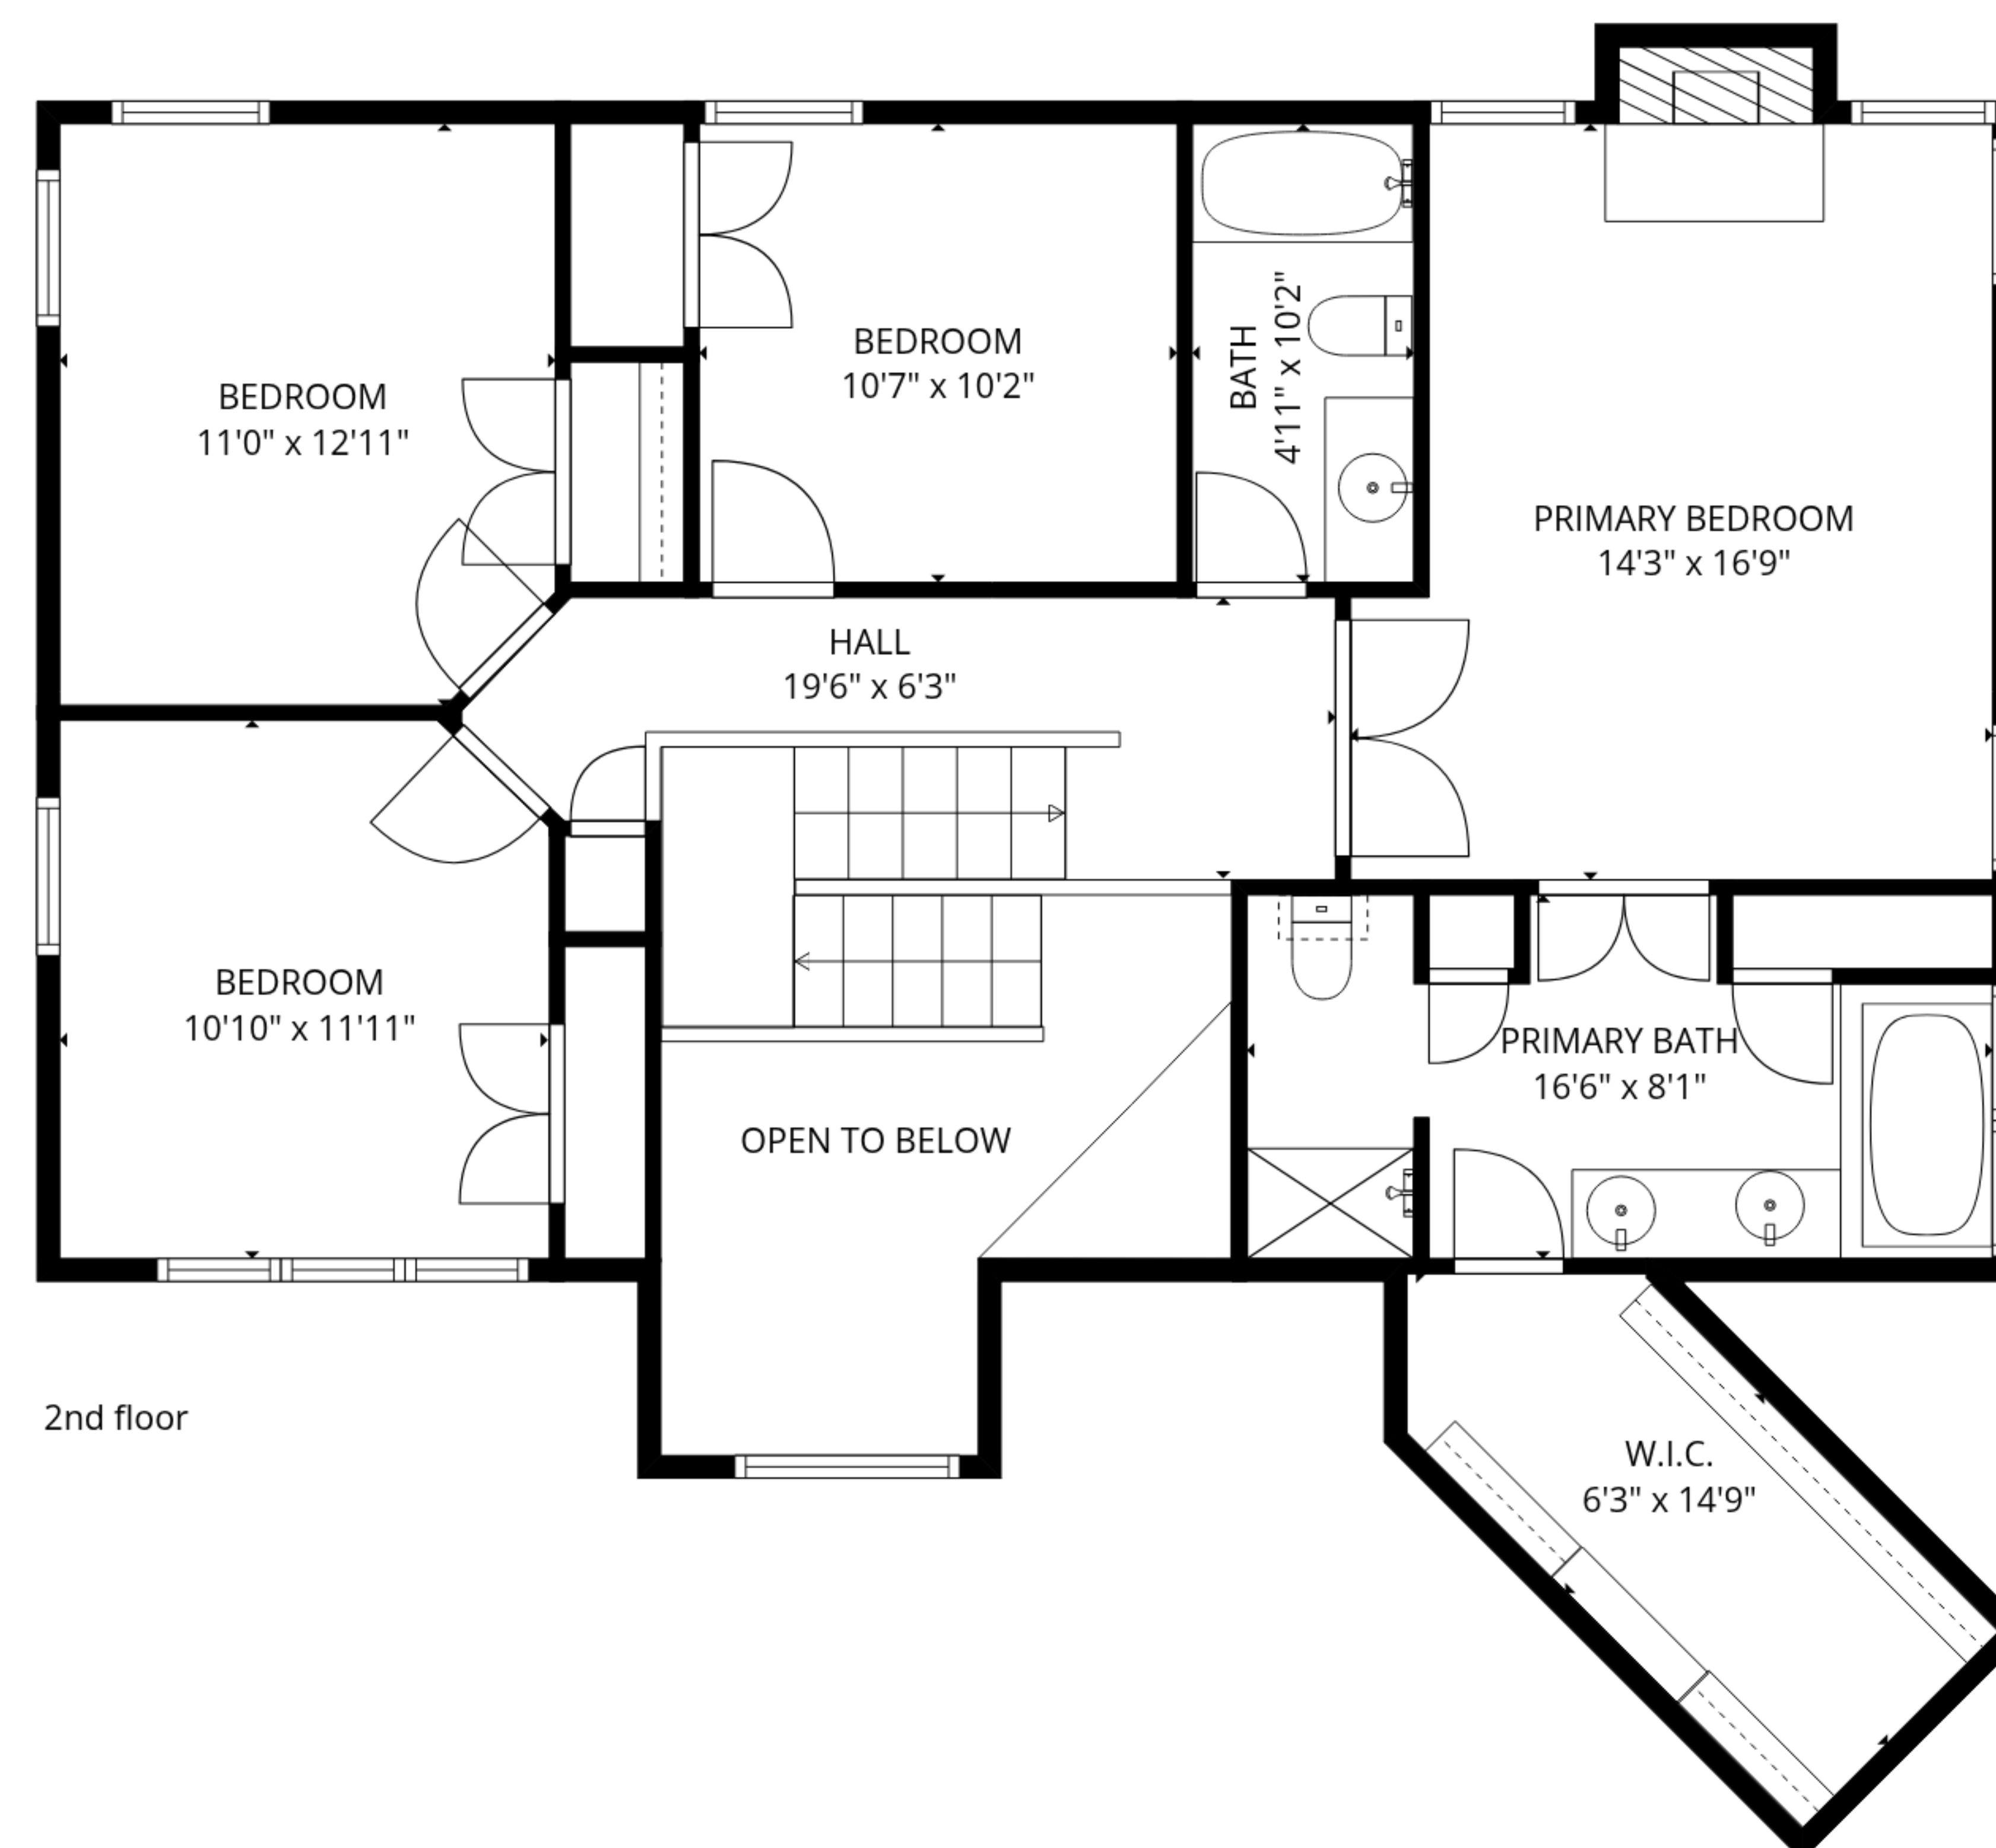 BEDROOM
11'0" x 12'11"
BEDROOM
10'7" x 10'2"
BATH
4'11" x 10'2"
PRIMARY BEDROOM
14'3" x 16'9"
HALL
19'6" x 6'3"
BEDROOM
10'10" x 11'11"
OPEN TO BELOW
PRIMARY BATH
16'6" x 8'1"
2nd floor
W.I.C.
6'3" x 14'9"